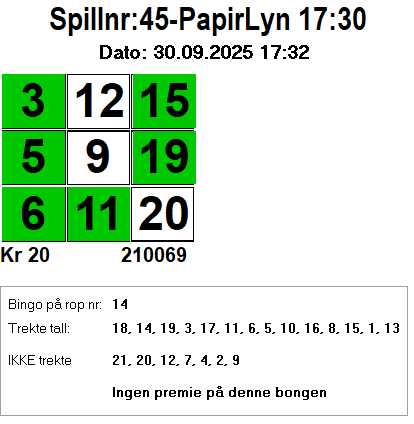 Spillnr:45-PapirLyn 17:30
Dato: 30.09.2025 17:32
3 12 15
5 9 19
6 11 20
Kr 20 210069
Bingo på rop nr: 14
Trekte tall: 18, 14, 19, 3, 17, 11, 6, 5, 10, 16, 8, 15, 1, 13
IKKE trekte 21, 20, 12, 7, 4, 2, 9
Ingen premie på denne bongen